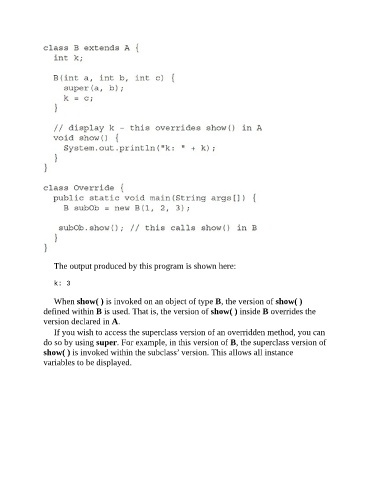 class B extends A {
int k;
B(int a, int b, int c) {
super(a, b);
k = c;
}
// display k – this overrides show() in A
void show() {
System.out.println("k: " + k);
}
}
class Override {
public static void main(String args[]) {
B subOb = new B(1, 2, 3);
subOb.show(); // this calls show() in B
}
}
The output produced by this program is shown here:
k: 3
When show( ) is invoked on an object of type B, the version of show( )
defined within B is used. That is, the version of show( ) inside B overrides the
version declared in A.
If you wish to access the superclass version of an overridden method, you can
do so by using super. For example, in this version of B, the superclass version of
show( ) is invoked within the subclass' version. This allows all instance
variables to be displayed.